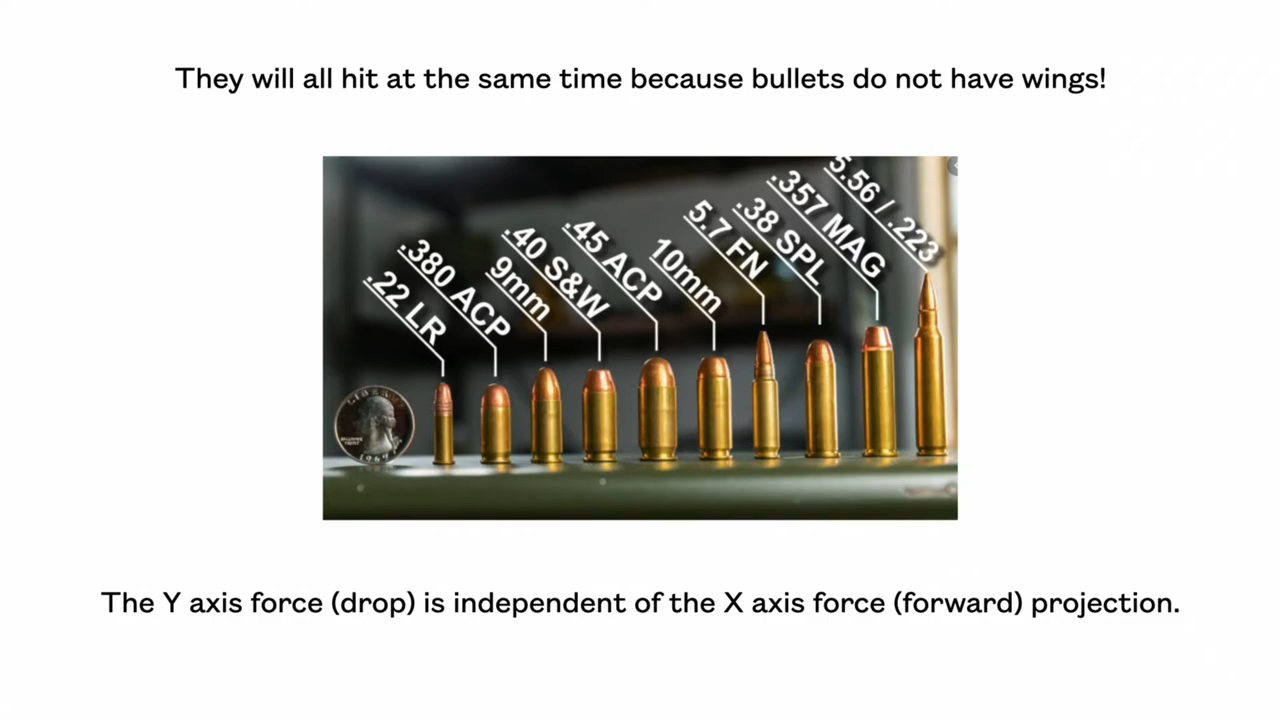 They will all hit at the same time because bullets do not have wings!
.22 LR
.380 ACP
9mm
.40 S&W
.45 ACP
10mm
5.7 FN
.38 SPL
.357 MAG
5.56 / .223
LIBERTY
1967
The Y axis force (drop) is independent of the X axis force (forward) projection.